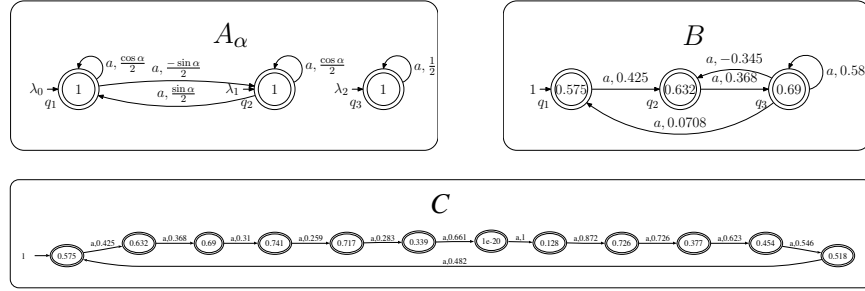 A_α
a, cos α/2
a, −sin α/2
a, cos α/2
a, 1/2
λ0 1
λ1 1
λ2 1
q1
a, sin α/2
q2
q3
B
a, −0.345
a, 0.58
a, 0.425
a, 0.368
1 0.575
0.632
0.69
q1
q2
q3
a, 0.0708
C
a,0.425 0.632 a,0.368 0.69 a,0.31 0.741 a,0.259 0.717 a,0.283 0.339 a,0.661 1e-20 a,1 0.128 a,0.872 0.726 a,0.726 0.377 a,0.623 0.454 a,0.546
1 0.575
0.518
a,0.482